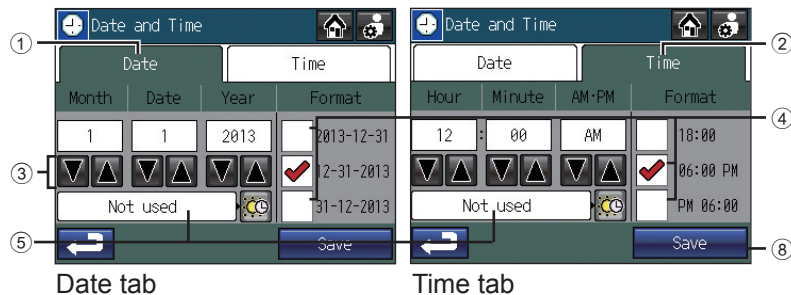 Date and Time
Date Time
Month Date Year Format
1 1 2013 2013-12-31
12-31-2013
Not used 31-12-2013
Save
Date tab
Date and Time
Date Time
Hour Minute AM·PM Format
12 : 00 AM 18:00
06:00 PM
Not used PM 06:00
Save
Time tab
①
②
③
④
⑤
⑧